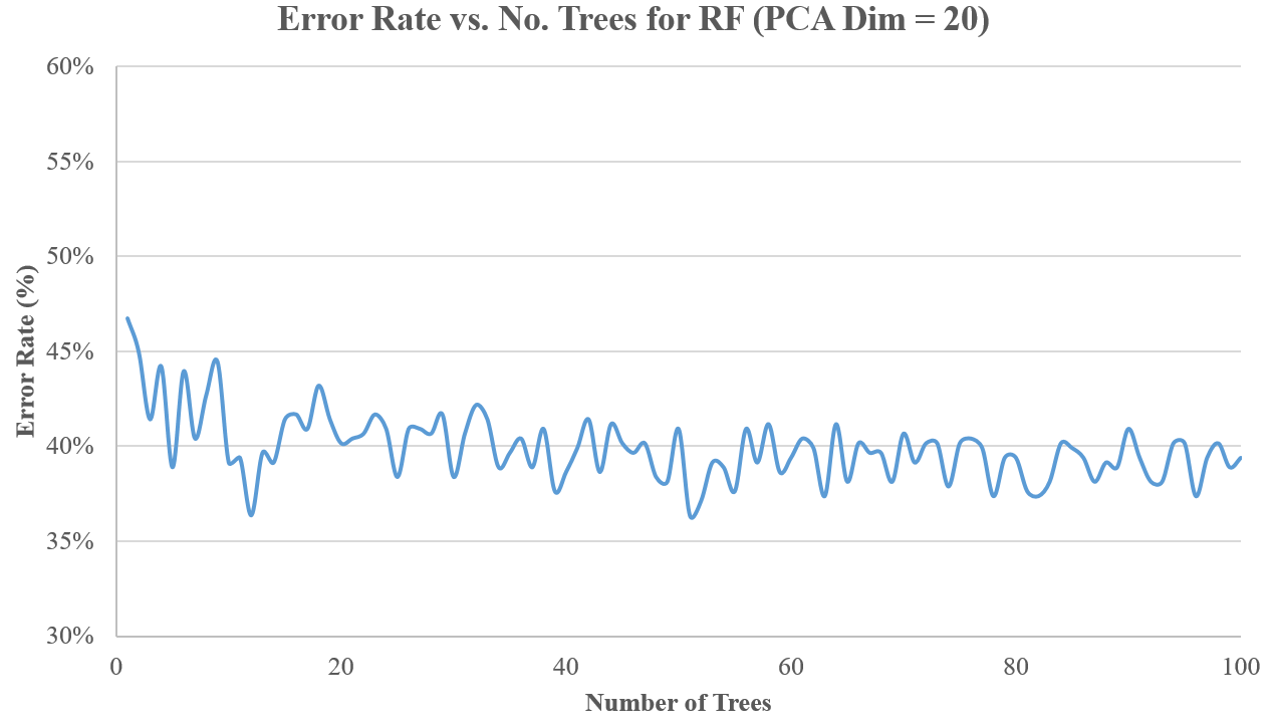 Error Rate vs. No. Trees for RF (PCA Dim = 20)
60%
55%
50%
45%
40%
35%
30%
Error Rate (%)
0 20 40 60 80 100
Number of Trees